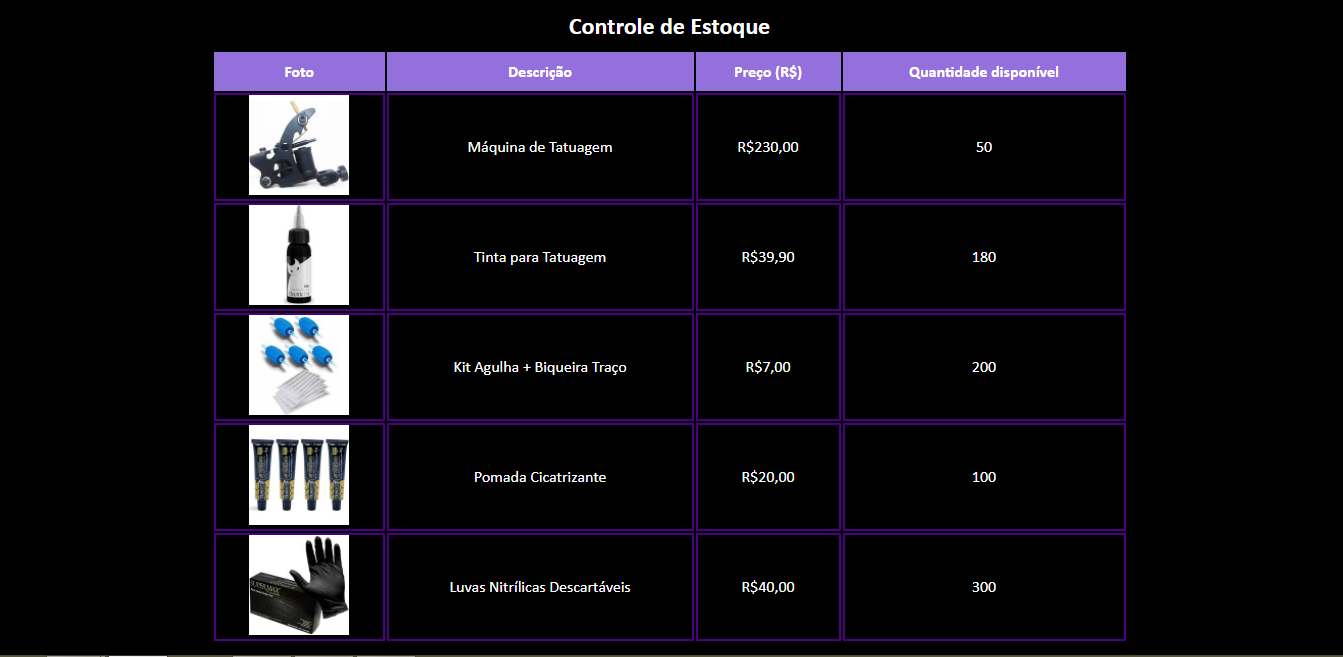 Controle de Estoque
Foto Descrição Preço (R$) Quantidade disponível
Máquina de Tatuagem R$230,00 50
Tinta para Tatuagem R$39,90 180
Kit Agulha + Biqueira Traço R$7,00 200
Pomada Cicatrizante R$20,00 100
Luvas Nitrílicas Descartáveis R$40,00 300